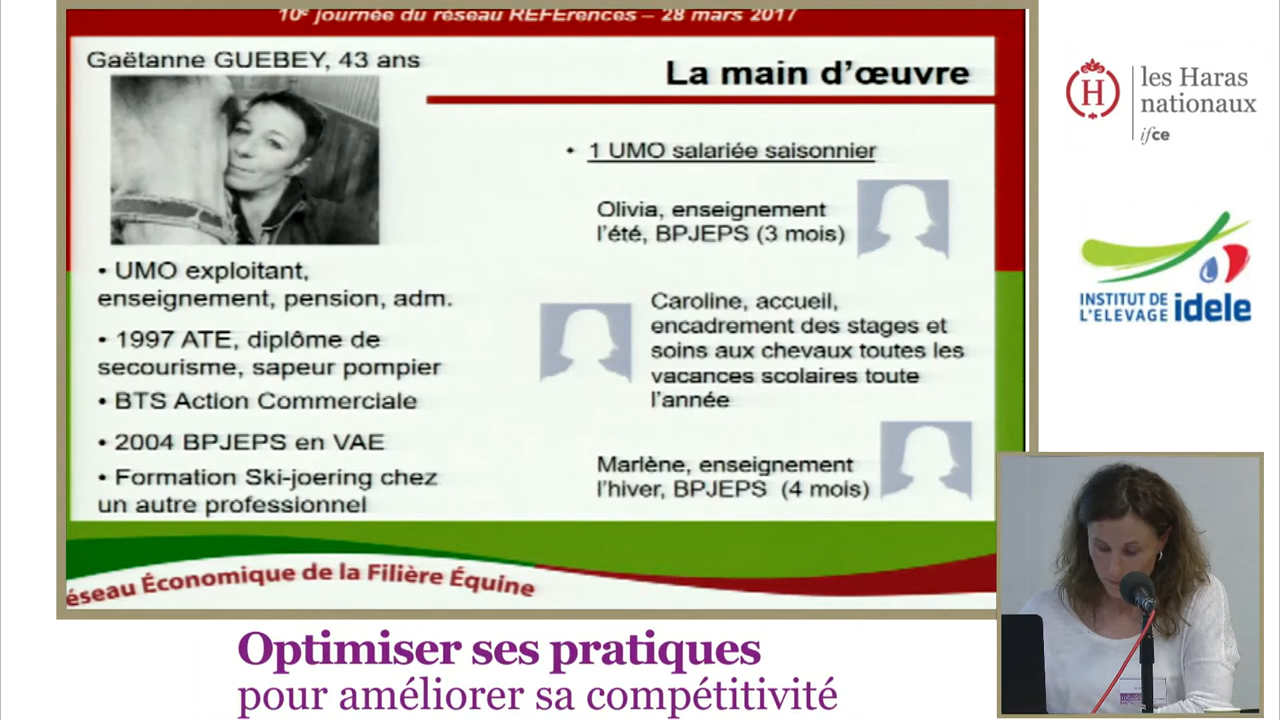 10e journée du réseau REFErences – 28 mars 2017
Gaëtanne GUEBEY, 43 ans
La main d'œuvre
• UMO exploitant,
enseignement, pension, adm.
• 1997 ATE, diplôme de
secourisme, sapeur pompier
• BTS Action Commerciale
• 2004 BPJEPS en VAE
• Formation Ski-joering chez
un autre professionnel
• 1 UMO salariée saisonnier
Olivia, enseignement
l'été, BPJEPS (3 mois)
Caroline, accueil,
encadrement des stages et
soins aux chevaux toutes les
vacances scolaires toute
l'année
Marlène, enseignement
l'hiver, BPJEPS (4 mois)
éseau Économique de la Filière Équine
Optimiser ses pratiques
pour améliorer sa compétitivité
H
les Haras
nationaux
ifce
INSTITUT DE
L'ELEVAGE idele